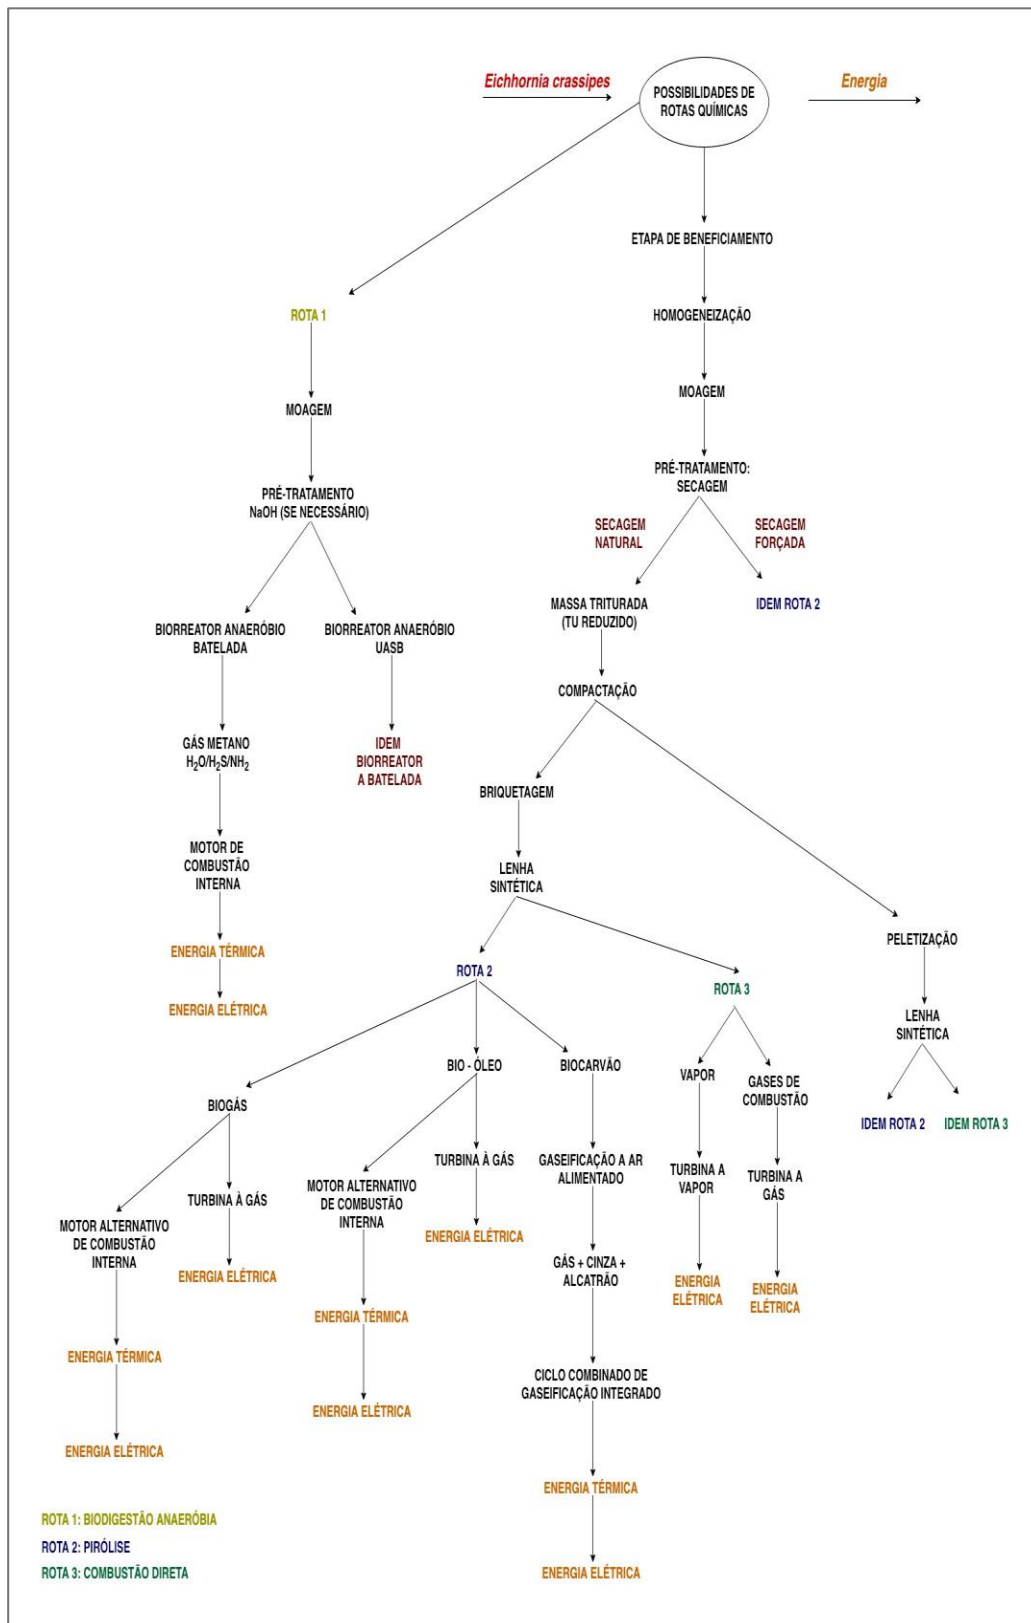 Eichhornia crassipes
POSSIBILIDADES DE
ROTAS QUÍMICAS
Energia
ETAPA DE BENEFICIAMENTO
ROTA 1
HOMOGENEIZAÇÃO
MOAGEM
MOAGEM
PRÉ-TRATAMENTO:
SECAGEM
PRÉ-TRATAMENTO
NaOH (SE NECESSÁRIO)
SECAGEM
NATURAL
SECAGEM
FORÇADA
MASSA TRITURADA
(TU REDUZIDO)
IDEM ROTA 2
BIORREATOR ANAERÓBIO
BATELADA
BIORREATOR ANAERÓBIO
UASB
COMPACTAÇÃO
GÁS METANO
H₂O/H₂S/NH₂
IDEM
BIORREATOR
A BATELADA
BRIQUETAGEM
MOTOR DE
COMBUSTÃO
INTERNA
LENHA
SINTÉTICA
ENERGIA TÉRMICA
ENERGIA ELÉTRICA
PELETIZAÇÃO
ROTA 2
ROTA 3
LENHA
SINTÉTICA
BIOGÁS
BIO - ÓLEO
BIOCARVÃO
VAPOR
GASES DE
COMBUSTÃO
IDEM ROTA 2
IDEM ROTA 3
MOTOR ALTERNATIVO
DE COMBUSTÃO
INTERNA
TURBINA À GÁS
MOTOR ALTERNATIVO
DE COMBUSTÃO
INTERNA
TURBINA À GÁS
GASEIFICAÇÃO A AR
ALIMENTADO
TURBINA A
VAPOR
TURBINA A
GÁS
ENERGIA ELÉTRICA
ENERGIA ELÉTRICA
GÁS + CINZA +
ALCATRÃO
ENERGIA
ELÉTRICA
ENERGIA
ELÉTRICA
ENERGIA TÉRMICA
ENERGIA TÉRMICA
CICLO COMBINADO DE
GASEIFICAÇÃO INTEGRADO
ENERGIA ELÉTRICA
ENERGIA ELÉTRICA
ENERGIA TÉRMICA
ENERGIA ELÉTRICA
ROTA 1: BIODIGESTÃO ANAERÓBIA
ROTA 2: PIRÓLISE
ROTA 3: COMBUSTÃO DIRETA